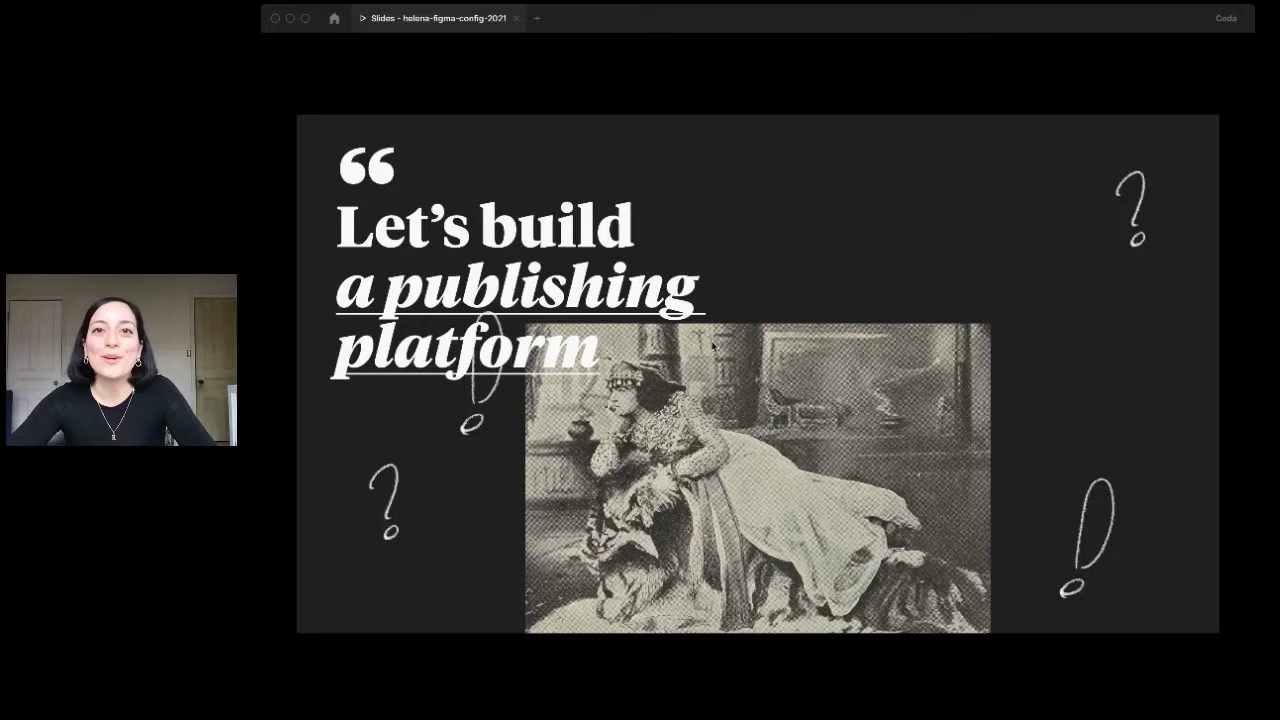 Slides - helena-figma-config-2021
Coda
“
Let’s build
a publishing
platform
?
!
?
!